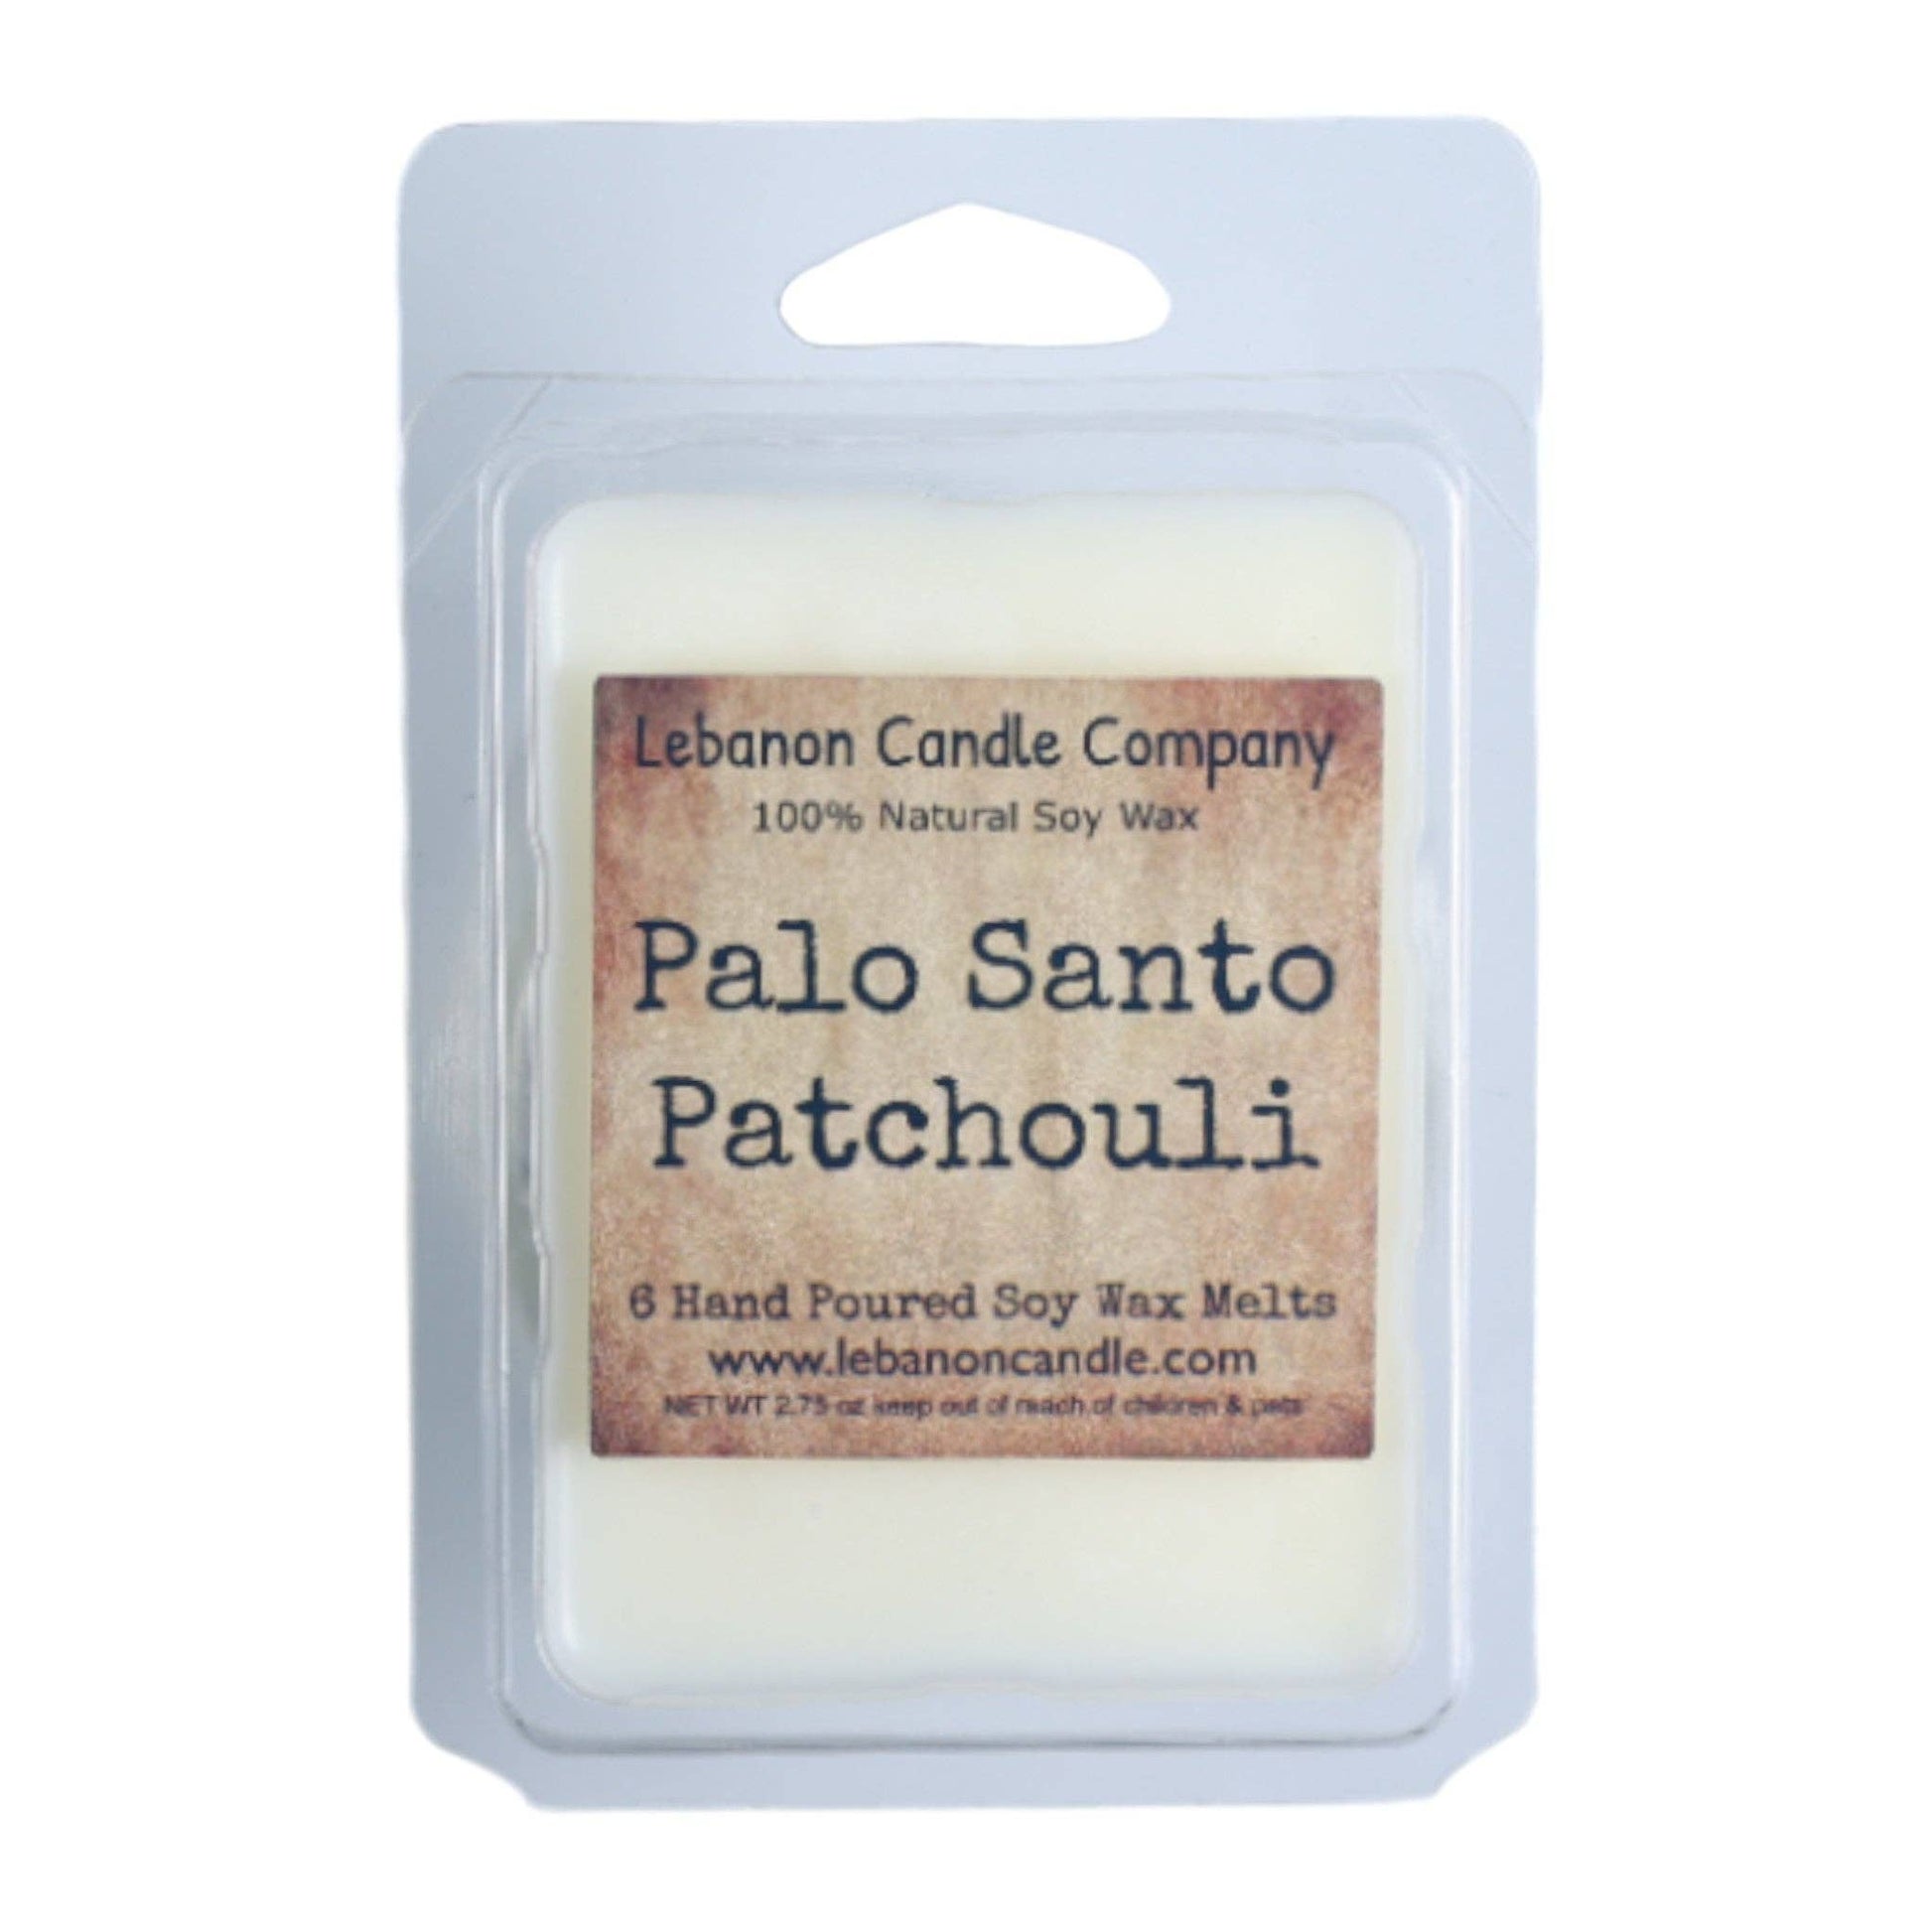 Lebanon Candle Company
100% Natural Soy Wax
Palo Santo
Patchouli
6 Hand Poured Soy Wax Melts
www.lebanoncandle.com
NET WT 2.75 oz keep out of reach of children & pets